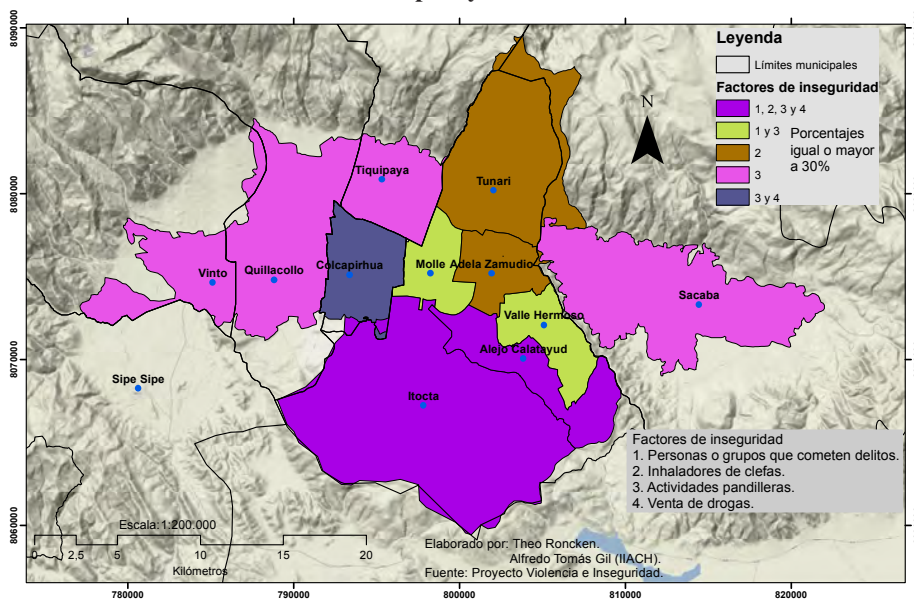 8090000
8080000
8070000
8060000
Leyenda
Límites municipales
Factores de inseguridad
1, 2, 3 y 4
1 y 3
2
3
3 y 4
Porcentajes
igual o mayor
a 30%
N
Tiquipaya
Tunari
Vinto
Quillacollo
Colcapirhua
Molle
Adela Zamudio
Sacaba
Valle Hermoso
Alejo Calatayud
Sipe Sipe
Itocta
Factores de inseguridad
1. Personas o grupos que cometen delitos.
2. Inhaladores de clefas.
3. Actividades pandilleras.
4. Venta de drogas.
Escala:1:200.000
0 2.5 5 10 15 20
Kilómetros
Elaborado por: Theo Roncken.
Alfredo Tomás Gil (IIACH).
Fuente: Proyecto Violencia e Inseguridad.
780000 790000 800000 810000 820000